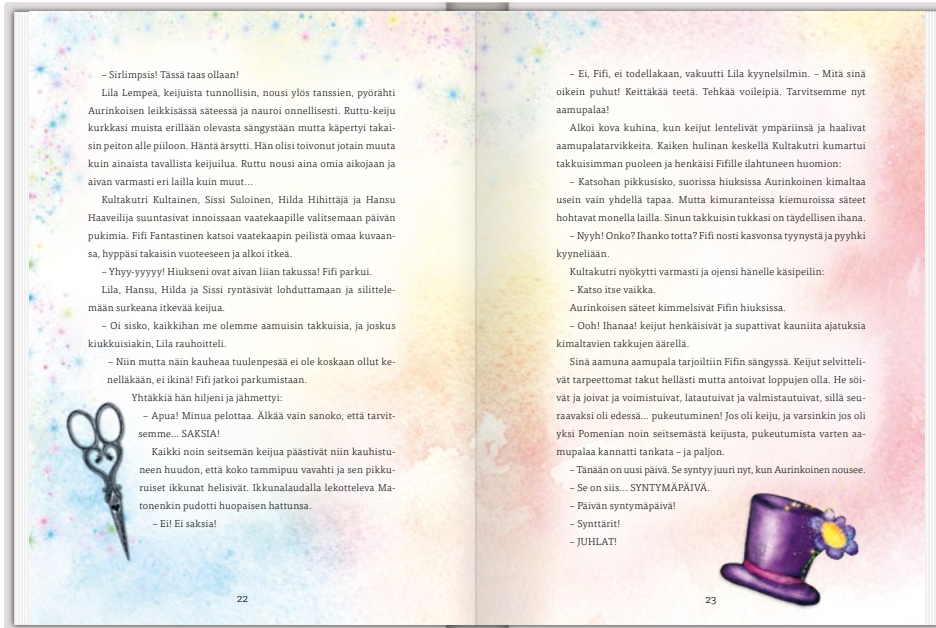 – Sirlimpsis! Tässä taas ollaan!
Lila Lempeä, keijuista tunnollisin, nousi ylös tanssien, pyörähti
Aurinkoisen leikkisässä säteessä ja nauroi onnellisesti. Ruttu-keiju
kurkkasi muista erillään olevasta sängystään mutta käpertyi takai-
sin peiton alle piiloon. Häntä ärsytti. Hän olisi toivonut jotain muuta
kuin ainaista tavallista keijuilua. Ruttu nousi aina omia aikojaan ja
aivan varmasti eri lailla kuin muut...
Kultakutri Kultainen, Sissi Suloinen, Hilda Hihittäjä ja Hansu
Haaveilija suuntasivat innoissaan vaatekaapille valitsemaan päivän
pukimia. Fifi Fantastinen katsoi vaatekaapin peilistä omaa kuvaan-
sa, hyppäsi takaisin vuoteeseen ja alkoi itkeä.
– Yhyy-yyyyy! Hiukseni ovat aivan liian takussa! Fifi parkui.
Lila, Hansu, Hilda ja Sissi ryntäsivät lohduttamaan ja silittele-
mään surkeana itkevää keijua.
– Oi sisko, kaikkihan me olemme aamuisin takkuisia, ja joskus
kiukkuisiakin, Lila rauhoitteli.
– Niin mutta näin kauheaa tuulenpesää ei ole koskaan ollut ke-
nelläkään, ei ikinä! Fifi jatkoi parkumistaan.
Yhtäkkiä hän hiljeni ja jähmettyi:
– Apua! Minua pelottaa. Älkää vain sanoko, että tarvit-
semme... SAKSIA!
Kaikki noin seitsemän keijua päästivät niin kauhistu-
neen huudon, että koko tammipuu vavahti ja sen pikku-
ruiset ikkunat helisivät. Ikkunalaudalla lekotteleva Ma-
tonenkin pudotti huopaisen hattunsa.
– Ei! Ei saksia!
22
– Ei, Fifi, ei todellakaan, vakuutti Lila kyynelsilmin. – Mitä sinä
oikein puhut! Keittäkää teetä. Tehkää voileipiä. Tarvitsemme nyt
aamupalaa!
Alkoi kova kuhina, kun keijut lentelivät ympäriinsä ja haalivat
aamupalatarvikkeita. Kaiken hulinan keskellä Kultakutri kumartui
takkuisimman puoleen ja henkäisi Fifille ilahtuneen huomion:
– Katsohan pikkusisko, suorissa hiuksissa Aurinkoinen kimaltaa
usein vain yhdellä tapaa. Mutta kimuranteissa kiemuroissa säteet
hohtavat monella lailla. Sinun takkuisin tukkasi on täydellisen ihana.
– Nyyh! Onko? Ihanko totta? Fifi nosti kasvonsa tyynystä ja pyyhki
kyyneliään.
Kultakutri nyökytti varmasti ja ojensi hänelle käsipeilin:
– Katso itse vaikka.
Aurinkoisen säteet kimmelsivät Fifin hiuksissa.
– Ooh! Ihanaa! keijut henkäisivät ja supattivat kauniita ajatuksia
kimaltavien takkujen äärellä.
Sinä aamuna aamupala tarjoiltiin Fifin sängyssä. Keijut selvitteli-
vät tarpeettomat takut hellästi mutta antoivat loppujen olla. He söi-
vät ja joivat ja voimistuivat, latautuivat ja valmistautuivat, sillä seu-
raavaksi oli edessä... pukeutuminen! Jos oli keiju, ja varsinkin jos oli
yksi Pomenian noin seitsemästä keijusta, pukeutumista varten aa-
mupalaa kannatti tankata – ja paljon.
– Tänään on uusi päivä. Se syntyy juuri nyt, kun Aurinkoinen nousee.
– Se on siis... SYNTYMÄPÄIVÄ.
– Päivän syntymäpäivä!
– Synttärit!
– JUHLAT!
23